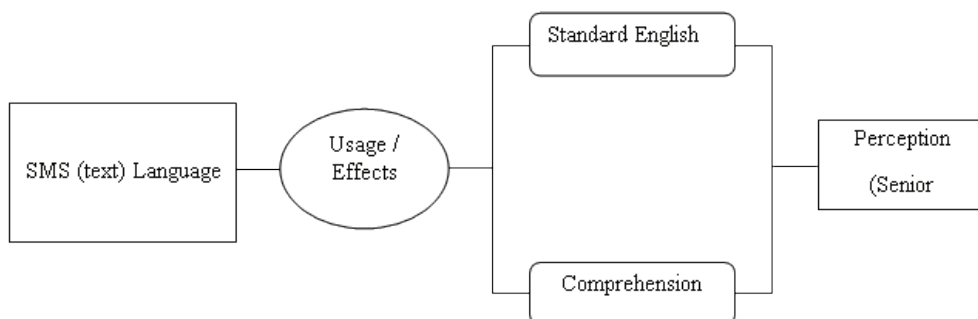 Standard English
Usage /
Effects
SMS (text) Language
Perception
(Senior
Comprehension